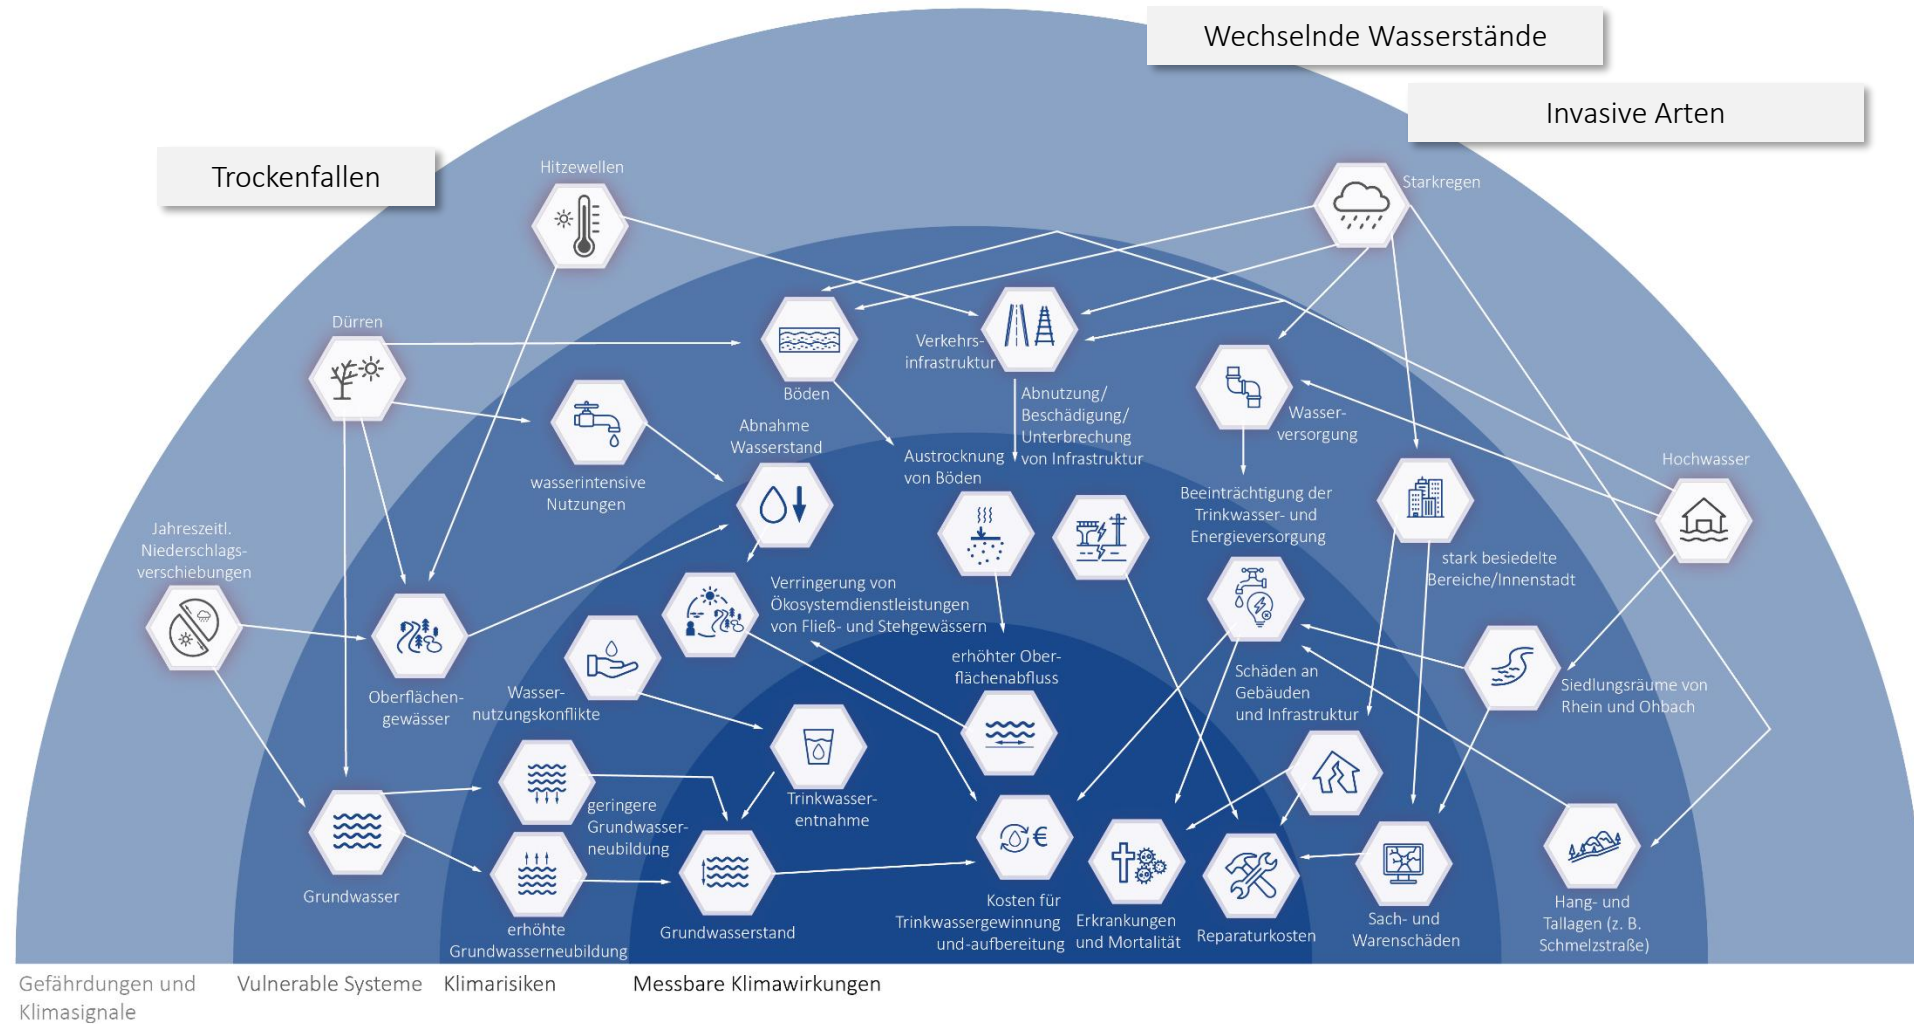 Wechselnde Wasserstände
Invasive Arten
Trockenfallen
Hitzewellen
Starkregen
Dürren
Verkehrs-
infrastruktur
Böden
Abnutzung/
Beschädigung/
Unterbrechung
von Infrastruktur
Wasser-
versorgung
Abnahme
Wasserstand
Austrocknung
von Böden
Hochwasser
wasserintensive
Nutzungen
Beeinträchtigung der
Trinkwasser- und
Energieversorgung
Jahreszeitl.
Niederschlags-
verschiebungen
stark besiedelte
Bereiche/Innenstadt
Verringerung von
Ökosystemdienstleistungen
von Fließ- und Stehgewässern
erhöhter Ober-
flächenabfluss
Schäden an
Gebäuden
und Infrastruktur
Siedlungsräume von
Rhein und Ohbach
Oberflächen-
gewässer
Wasser-
nutzungskonflikte
Trinkwasser-
entnahme
geringere
Grundwasser-
neubildung
Grundwasser
erhöhte
Grundwasserneubildung
Grundwasserstand
Kosten für
Trinkwassergewinnung
und-aufbereitung
Erkrankungen
und Mortalität
Reparaturkosten
Sach- und
Warenschäden
Hang- und
Tallagen (z. B.
Schmelzstraße)
€
Gefährdungen und
Klimasignale
Vulnerable Systeme
Klimarisiken
Messbare Klimawirkungen